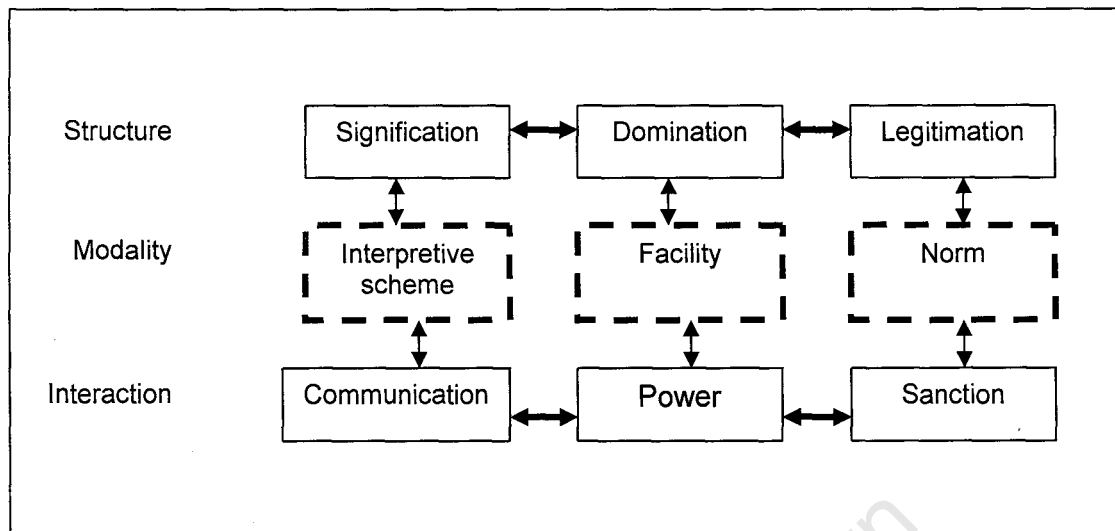 Structure
Signification
Domination
Legitimation
Modality
Interpretive
scheme
Facility
Norm
Interaction
Communication
Power
Sanction